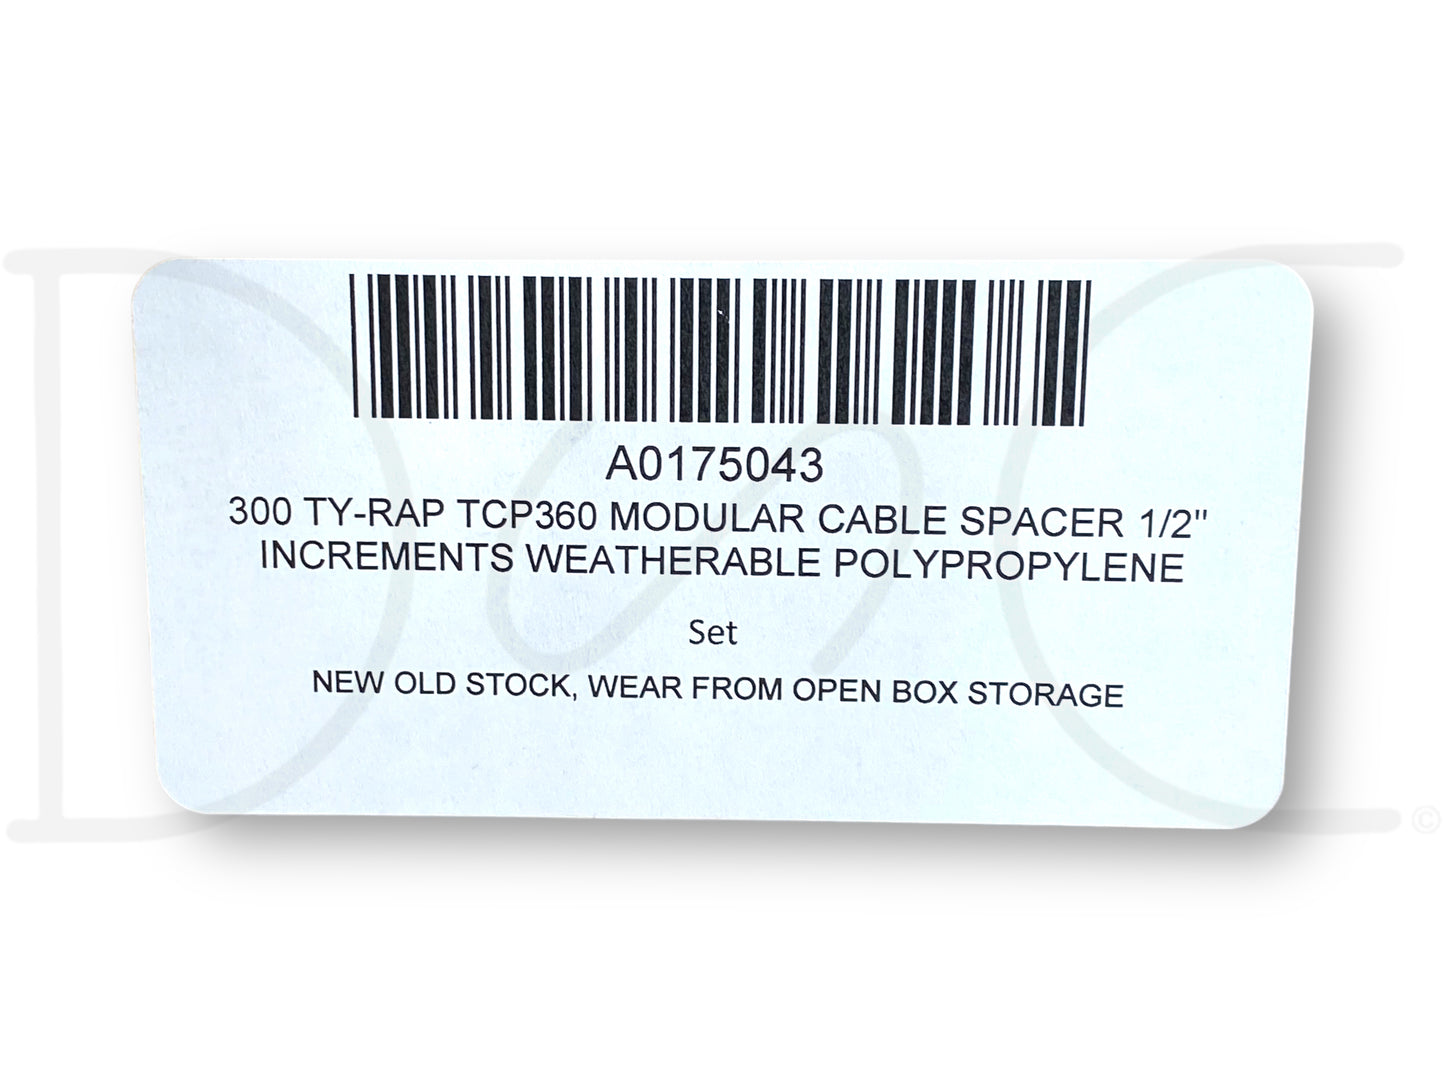 A0175043
300 TY-RAP TCP360 MODULAR CABLE SPACER 1/2"
INCREMENTS WEATHERABLE POLYPROPYLENE
Set
NEW OLD STOCK, WEAR FROM OPEN BOX STORAGE
©